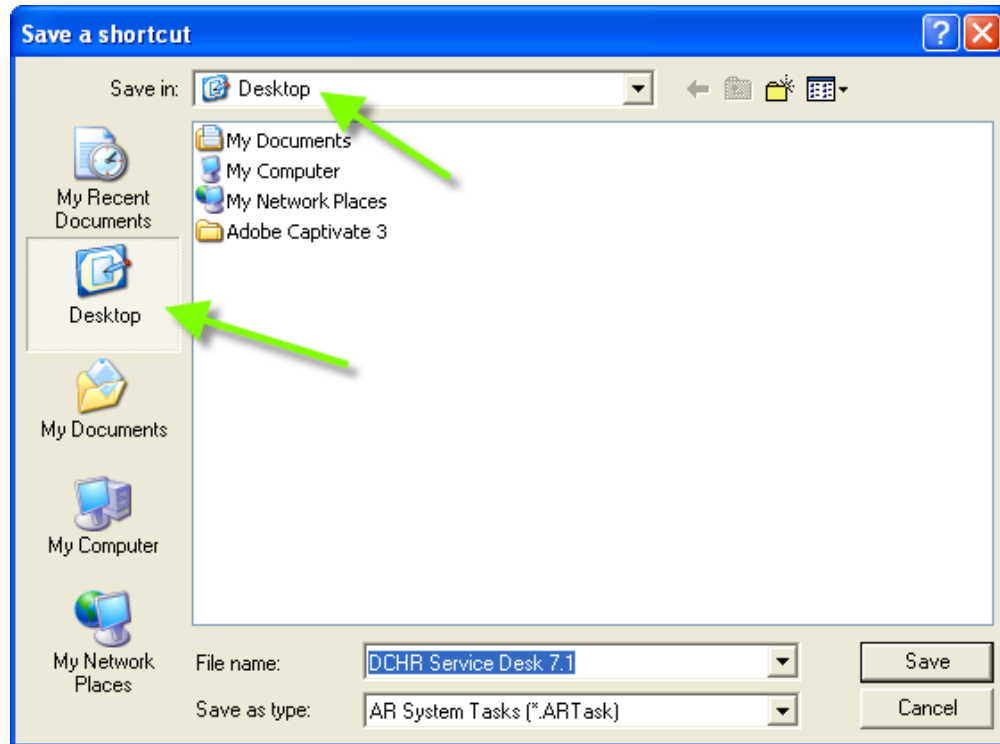 Save a shortcut
Save in:
Desktop
My Recent
Documents
Desktop
My Documents
My Computer
My Network
Places
My Documents
My Computer
My Network Places
Adobe Captivate 3
File name:
DCHR Service Desk 7.1
Save
Save as type:
AR System Tasks (*.ARTask)
Cancel